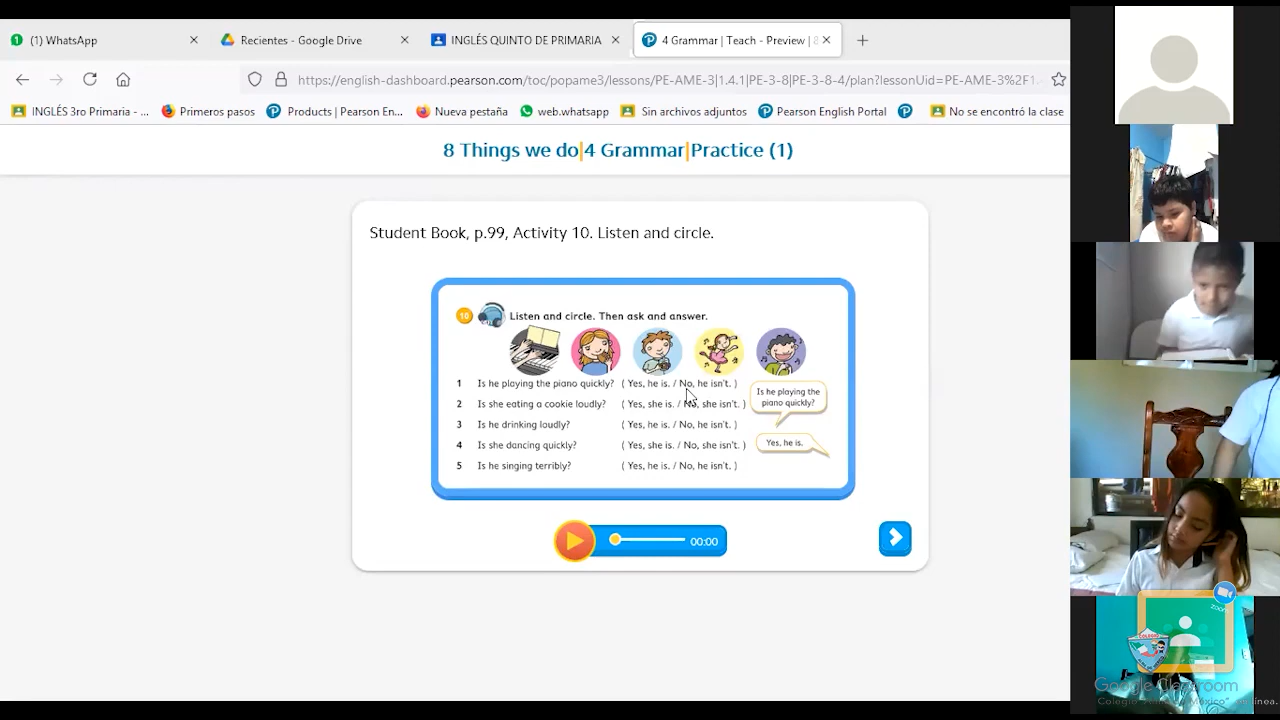 (1) WhatsApp
Recientes - Google Drive
INGLÉS QUINTO DE PRIMARIA
4 Grammar | Teach - Preview | 8
https://english-dashboard.pearson.com/toc/popame3/lessons/PE-AME-3|1.4.1|PE-3-8|PE-3-8-4/plan?lessonUid=PE-AME-3%2F1.4
INGLÉS 3ro Primaria - ...
Primeros pasos
Products | Pearson En...
Nueva pestaña
web.whatsapp
Sin archivos adjuntos
Pearson English Portal
No se encontró la clase
8 Things we do|4 Grammar|Practice (1)
Student Book, p.99, Activity 10. Listen and circle.
10 Listen and circle. Then ask and answer.
1 Is he playing the piano quickly? ( Yes, he is. / No, he isn't. )
2 Is she eating a cookie loudly? ( Yes, she is. / No, she isn't. )
3 Is he drinking loudly? ( Yes, he is. / No, he isn't. )
4 Is she dancing quickly? ( Yes, she is. / No, she isn't. )
5 Is he singing terribly? ( Yes, he is. / No, he isn't. )
Is he playing the
piano quickly?
Yes, he is.
00:00
zoom
COLEGIO
Google Classroom
Colegio México" en línea.